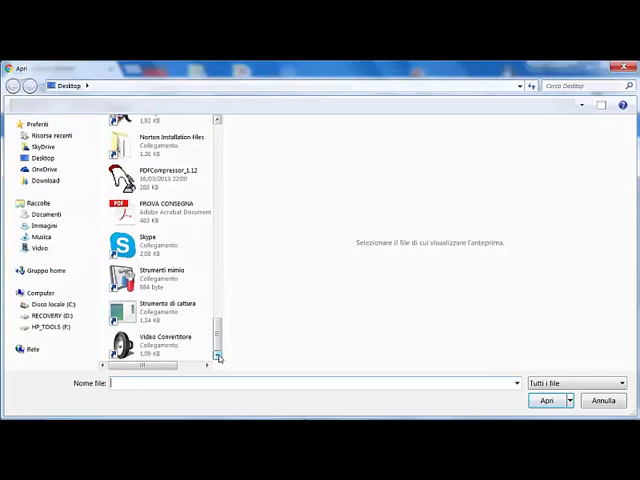 Apri
Desktop
Cerca Desktop
Preferiti
Risorse recenti
SkyDrive
Desktop
OneDrive
Download
Raccolte
Documenti
Immagini
Musica
Video
Gruppo home
Computer
Disco locale (C:)
RECOVERY (D:)
HP_TOOLS (F:)
Rete
1,92 KB
Norton Installation Files
Collegamento
1,26 KB
PDFCompressor_1.12
16/03/2013 22:00
288 KB
PDF
PROVA CONSEGNA
Adobe Acrobat Document
483 KB
Skype
Collegamento
2,08 KB
Strumenti mimio
Collegamento
984 byte
Strumento di cattura
Collegamento
1,24 KB
Video Convertitore
Collegamento
1,09 KB
Selezionare il file di cui visualizzare l'anteprima.
Nome file:
Tutti i file
Apri
Annulla